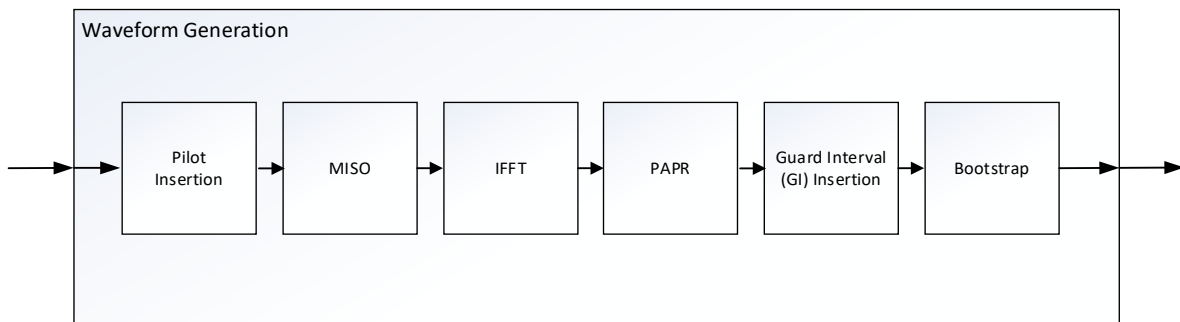 Waveform Generation
Pilot
Insertion
MISO
IFFT
PAPR
Guard Interval
(GI) Insertion
Bootstrap